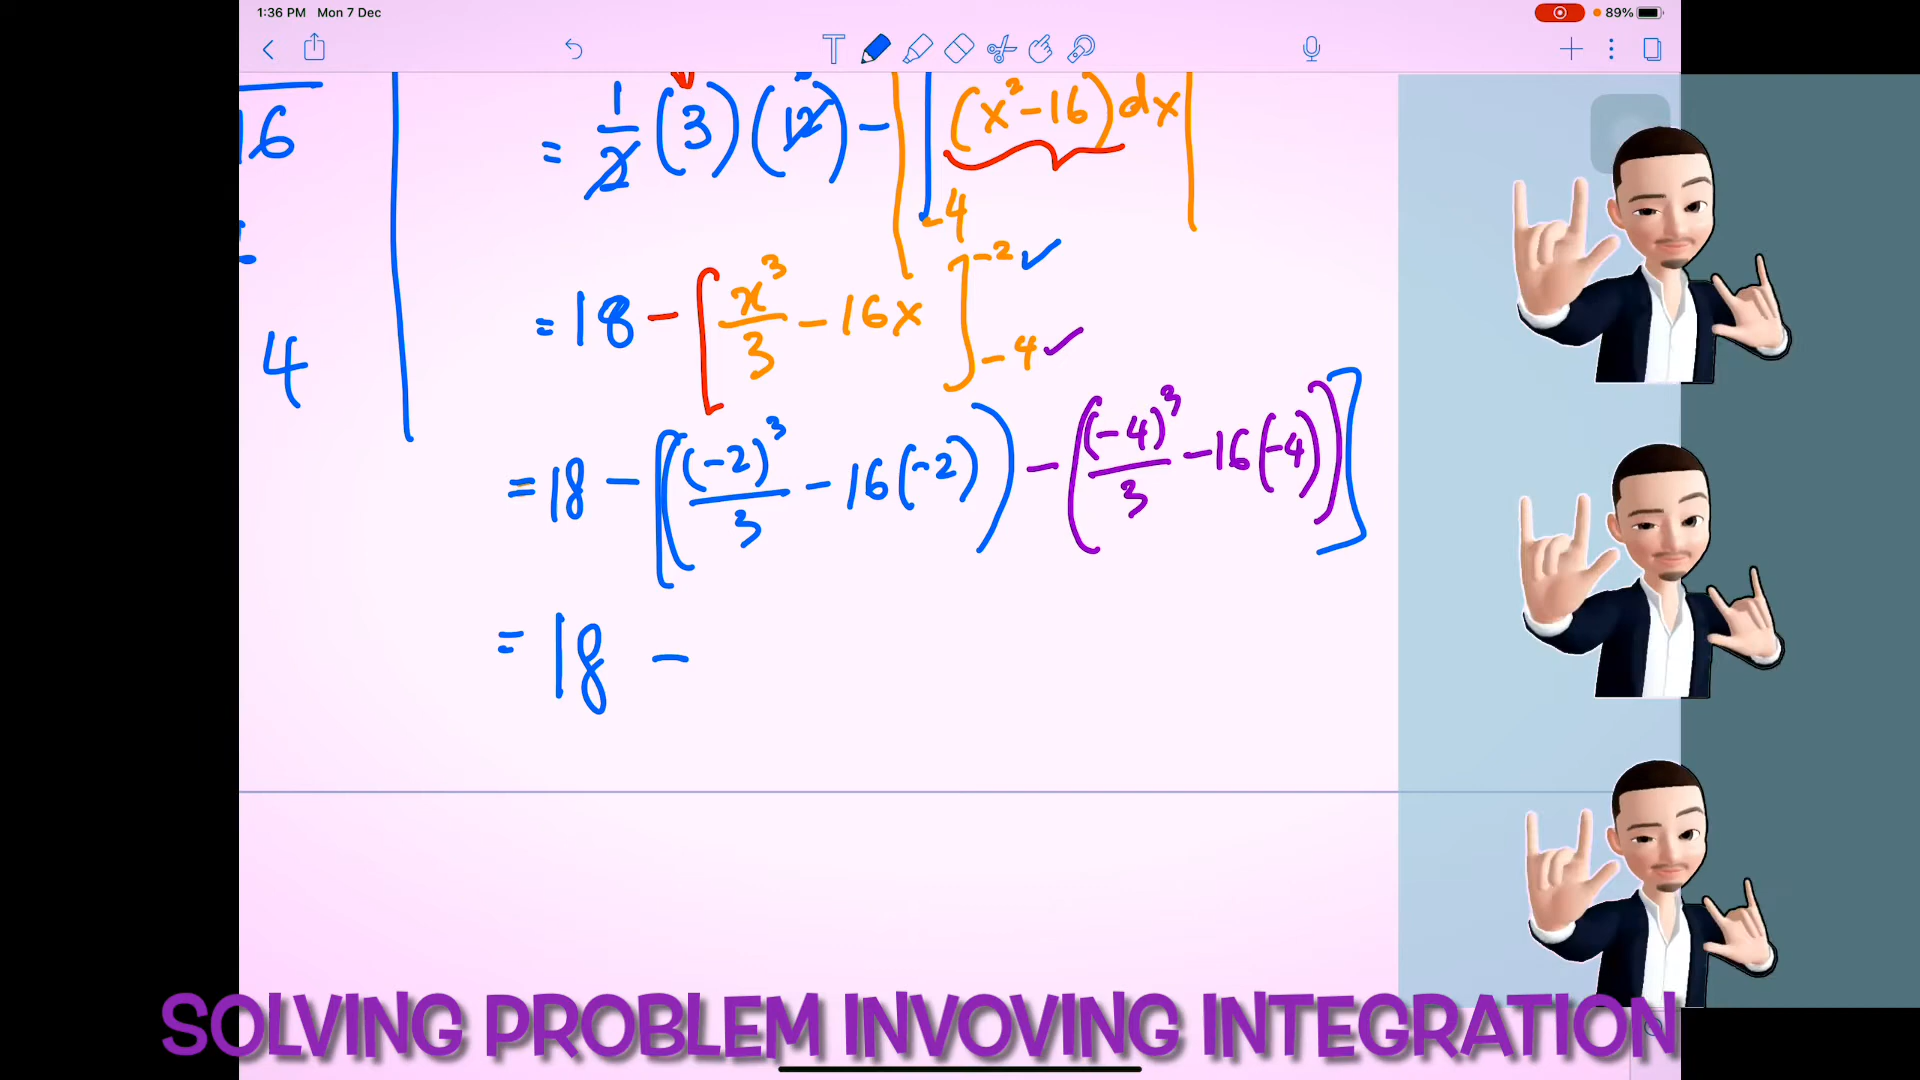 1:36 PM Mon 7 Dec
89%
T
16
4
= 1/2 (3)(12) - | ∫ (x² - 16) dx |
-4
= 18 - [ x³/3 - 16x ] -2 ✓
-4 ✓
= 18 - [((-2)³/3 - 16(-2)) - ((-4)³/3 - 16(-4))]
= 18 -
SOLVING PROBLEM INVOVING INTEGRATION